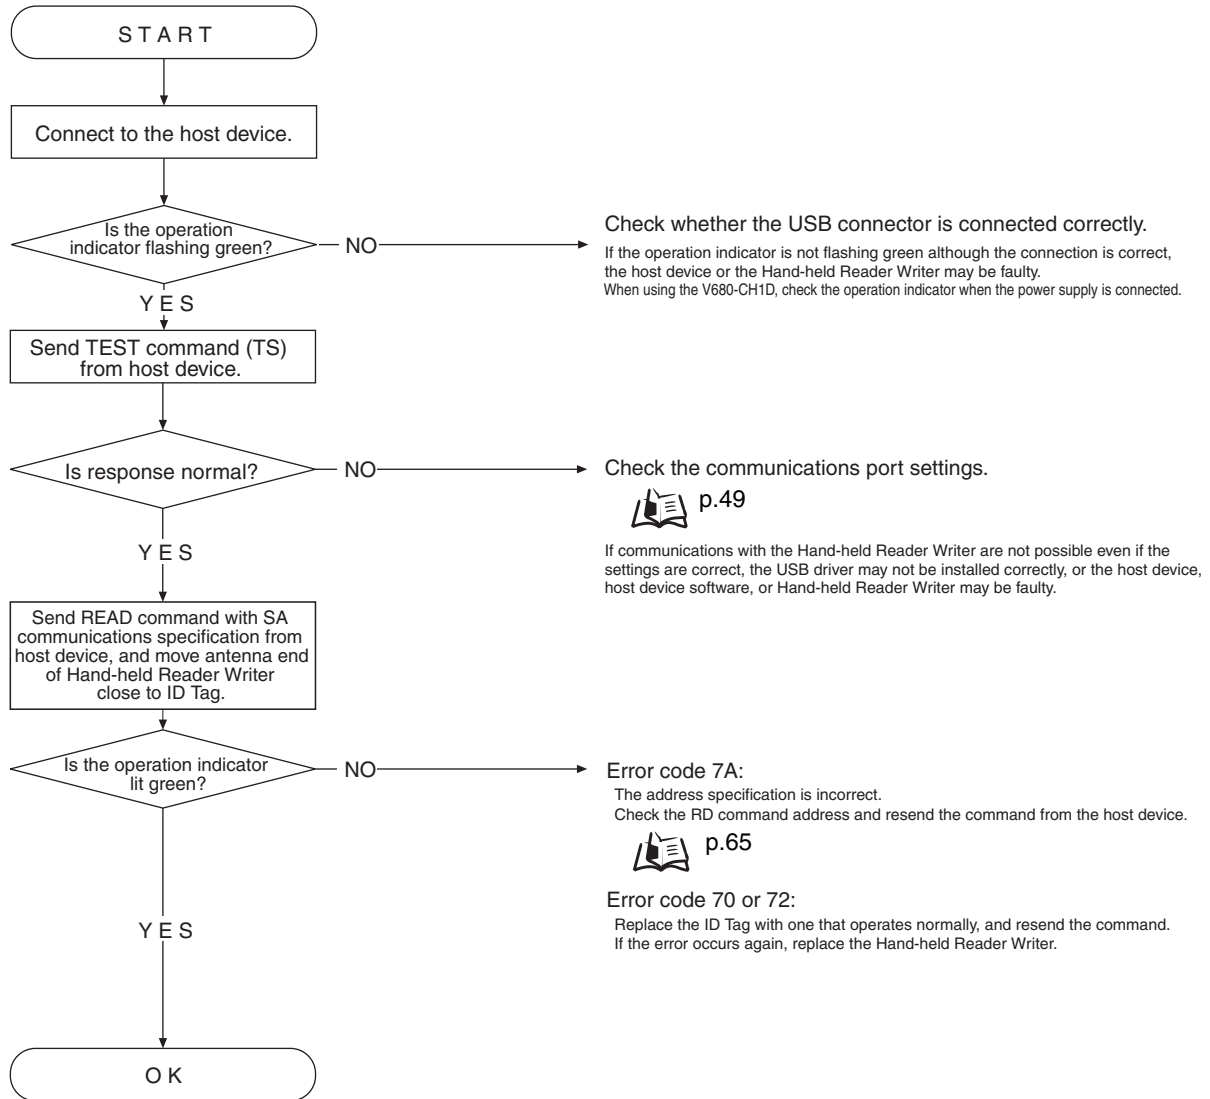 START
Connect to the host device.
Is the operation
indicator flashing green?
NO
Check whether the USB connector is connected correctly.
If the operation indicator is not flashing green although the connection is correct,
the host device or the Hand-held Reader Writer may be faulty.
When using the V680-CH1D, check the operation indicator when the power supply is connected.
YES
Send TEST command (TS)
from host device.
Is response normal?
NO
Check the communications port settings.
p.49
If communications with the Hand-held Reader Writer are not possible even if the
settings are correct, the USB driver may not be installed correctly, or the host device,
host device software, or Hand-held Reader Writer may be faulty.
YES
Send READ command with SA
communications specification from
host device, and move antenna end
of Hand-held Reader Writer
close to ID Tag.
Is the operation indicator
lit green?
NO
Error code 7A:
The address specification is incorrect.
Check the RD command address and resend the command from the host device.
p.65
Error code 70 or 72:
Replace the ID Tag with one that operates normally, and resend the command.
If the error occurs again, replace the Hand-held Reader Writer.
YES
OK